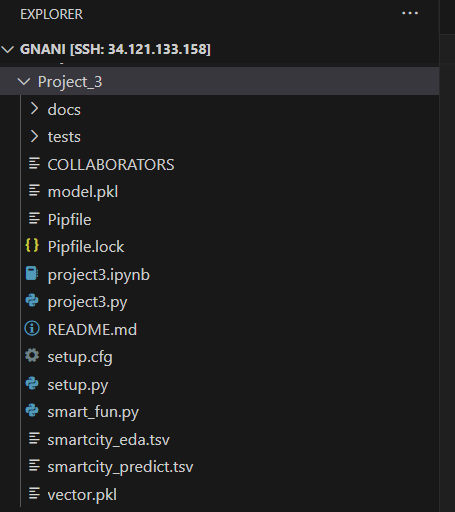 EXPLORER
GNANI [SSH: 34.121.133.158]
Project_3
docs
tests
COLLABORATORS
model.pkl
Pipfile
Pipfile.lock
project3.ipynb
project3.py
README.md
setup.cfg
setup.py
smart_fun.py
smartcity_eda.tsv
smartcity_predict.tsv
vector.pkl